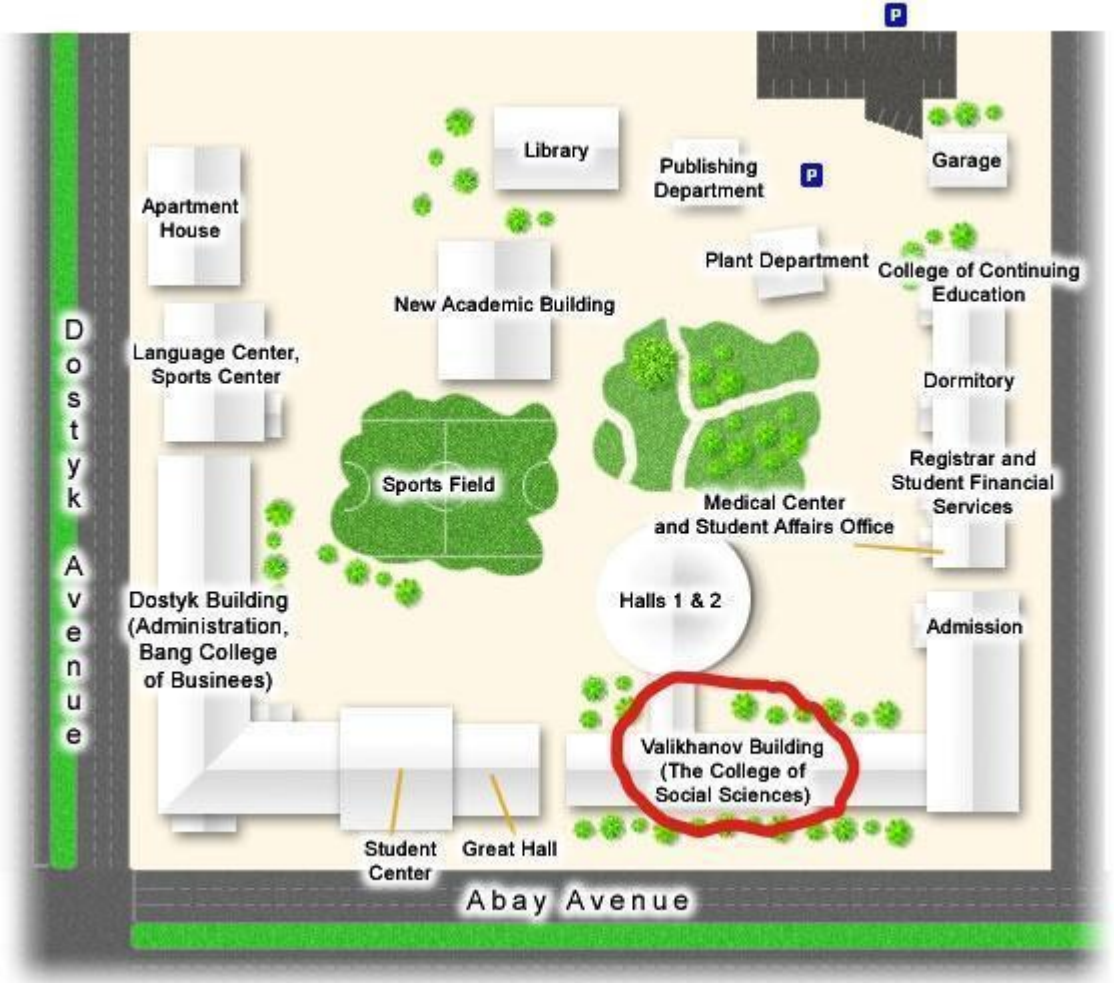 P
Library
Publishing
Department
P
Garage
Apartment
House
Plant Department
College of Continuing
Education
New Academic Building
Language Center,
Sports Center
Dormitory
Sports Field
Registrar and
Student Financial
Services
Medical Center
and Student Affairs Office
Dostyk Avenue
Halls 1 & 2
Dostyk Building
(Administration,
Bang College
of Businees)
Admission
Valikhanov Building
(The College of
Social Sciences)
Student
Center
Great Hall
Abay Avenue